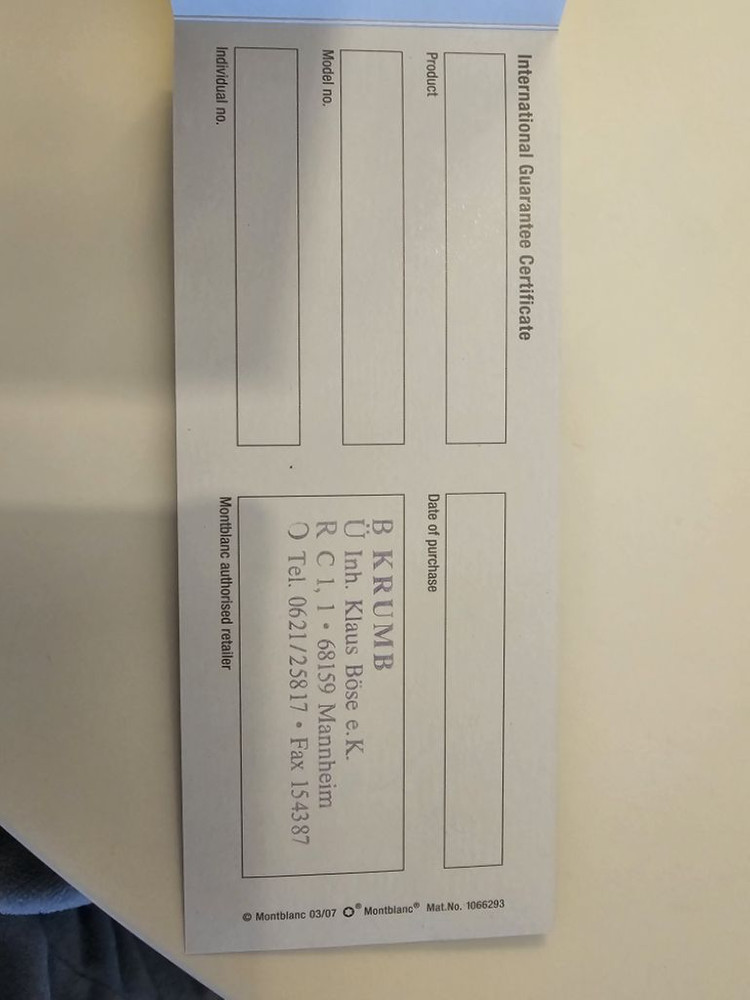 International Guarantee Certificate
Product
Model no.
Individual no.
Date of purchase
B KRUMB
Ü Inh. Klaus Böse e.K.
R C 1, 1 • 68159 Mannheim
O Tel. 0621/25817 • Fax 154387
Montblanc authorised retailer
© Montblanc 03/07 ® Montblanc® Mat.No. 1066293